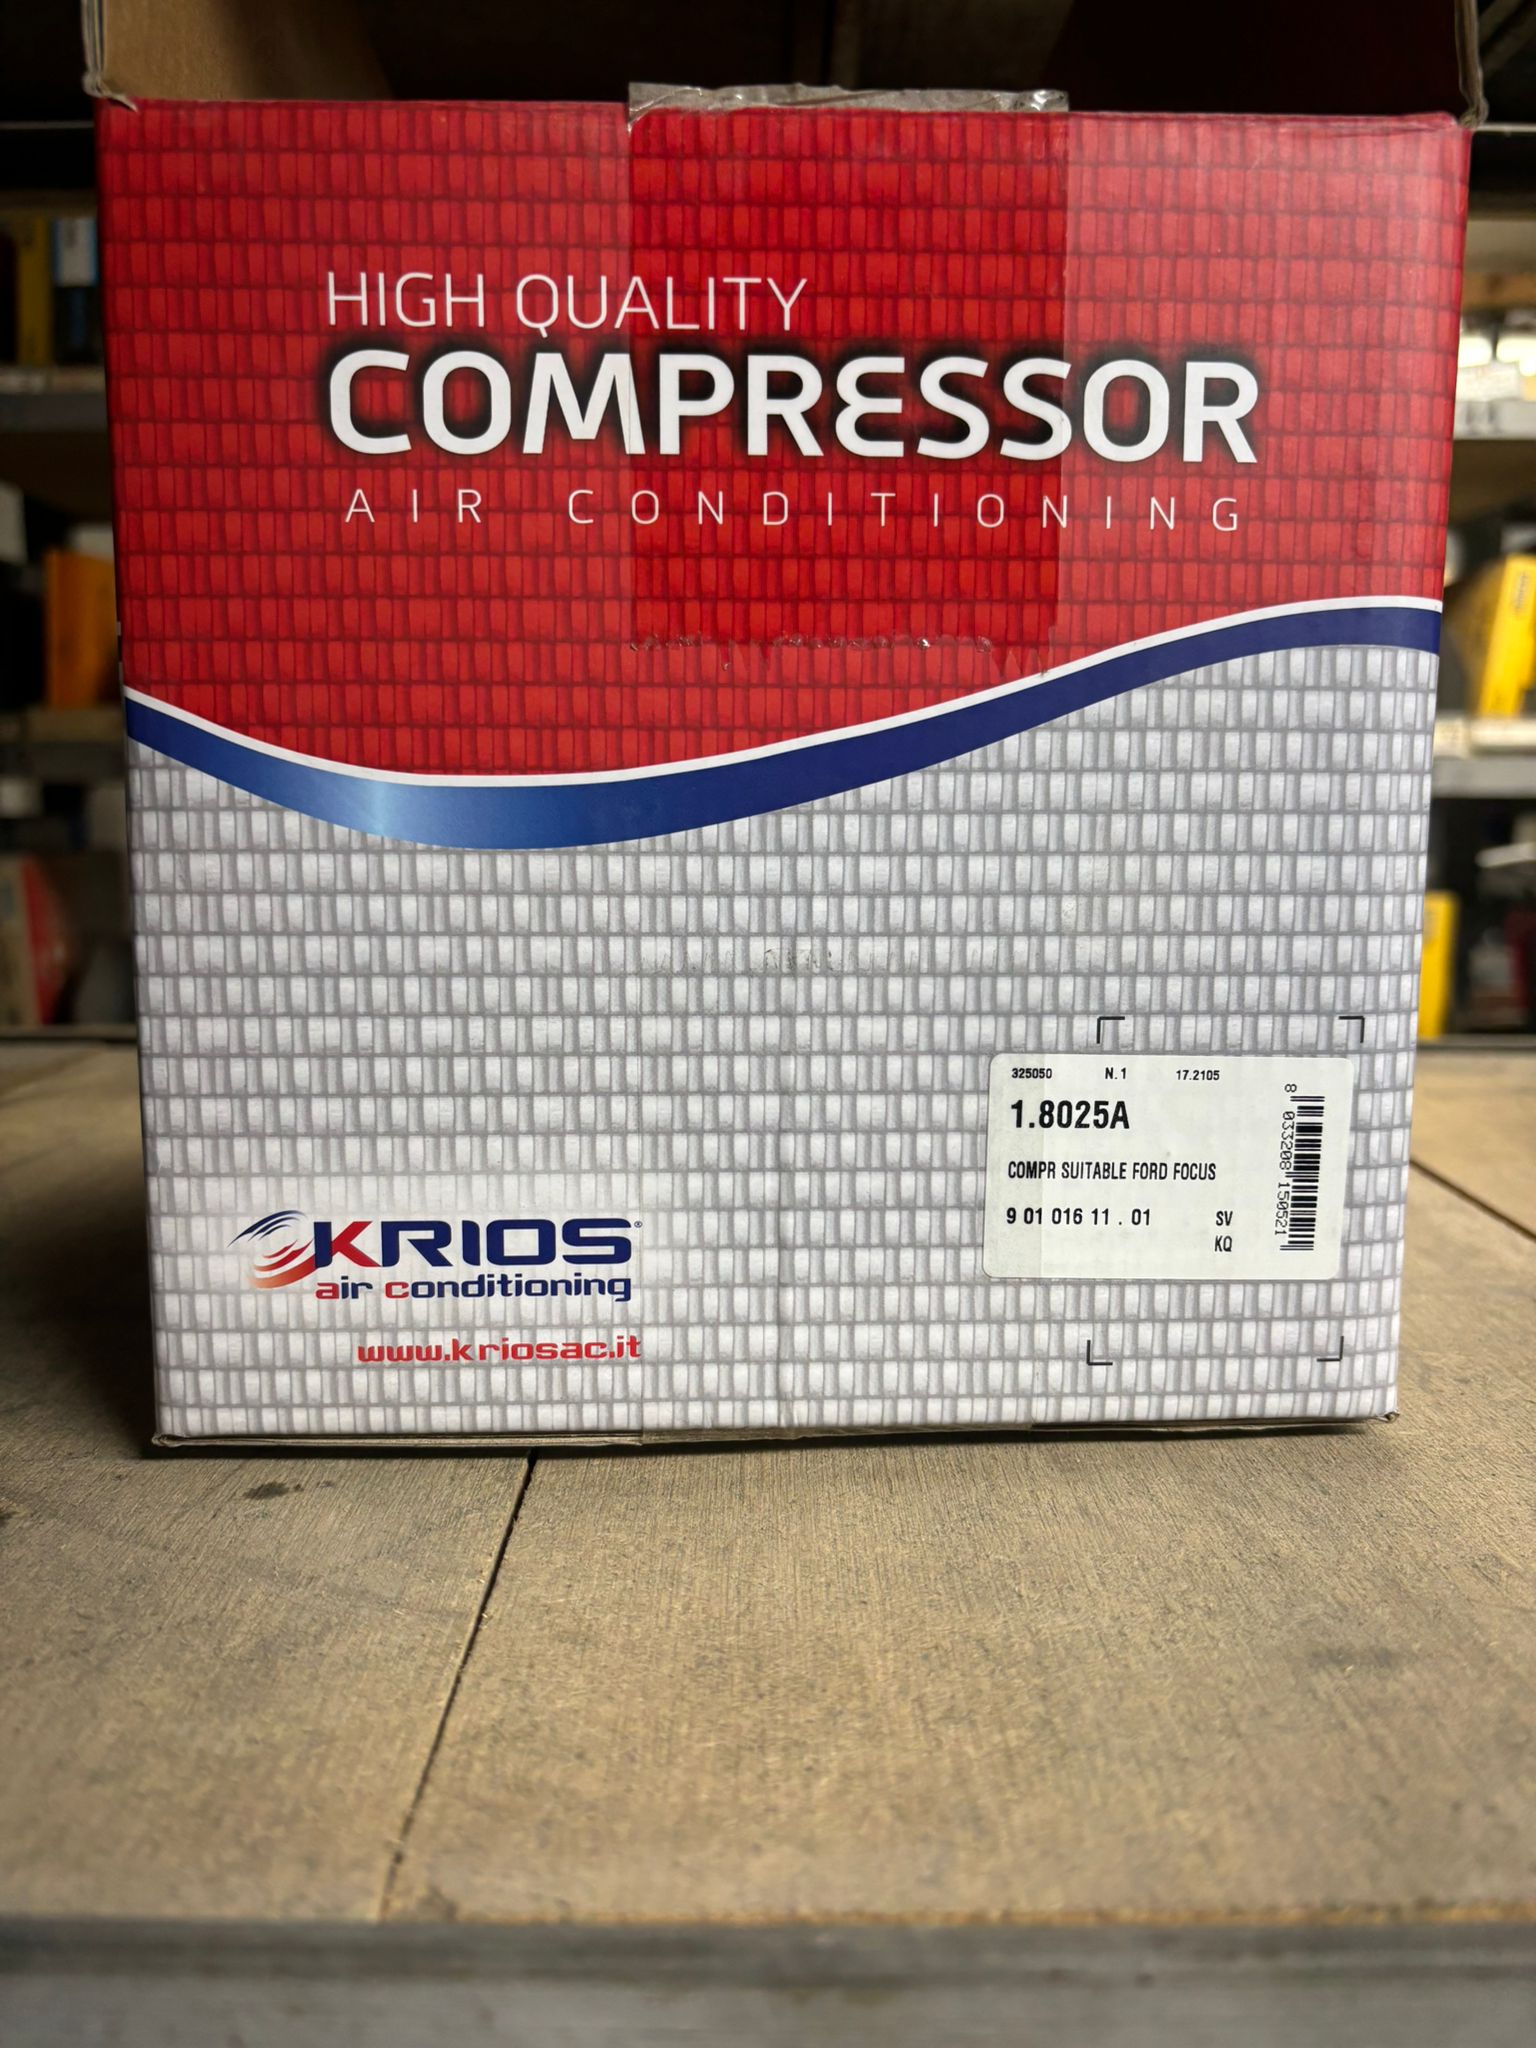 HIGH QUALITY
COMPRESSOR
AIR CONDITIONING
325050 N. 1 17.2105
1.8025A
COMPR SUITABLE FORD FOCUS
9 01 016 11 . 01 SV
KQ
8 033208 150521
KRIOS®
air conditioning
www.kriosac.it